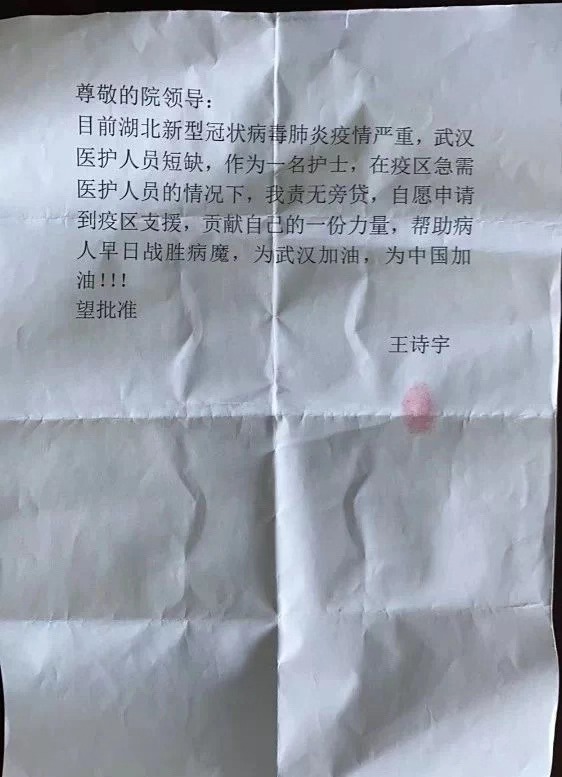 尊敬的院领导：
目前湖北新型冠状病毒肺炎疫情严重，武汉
医护人员短缺，作为一名护士，在疫区急需
医护人员的情况下，我责无旁贷，自愿申请
到疫区支援，贡献自己的一份力量，帮助病
人早日战胜病魔，为武汉加油，为中国加
油!!!
望批准
王诗宇